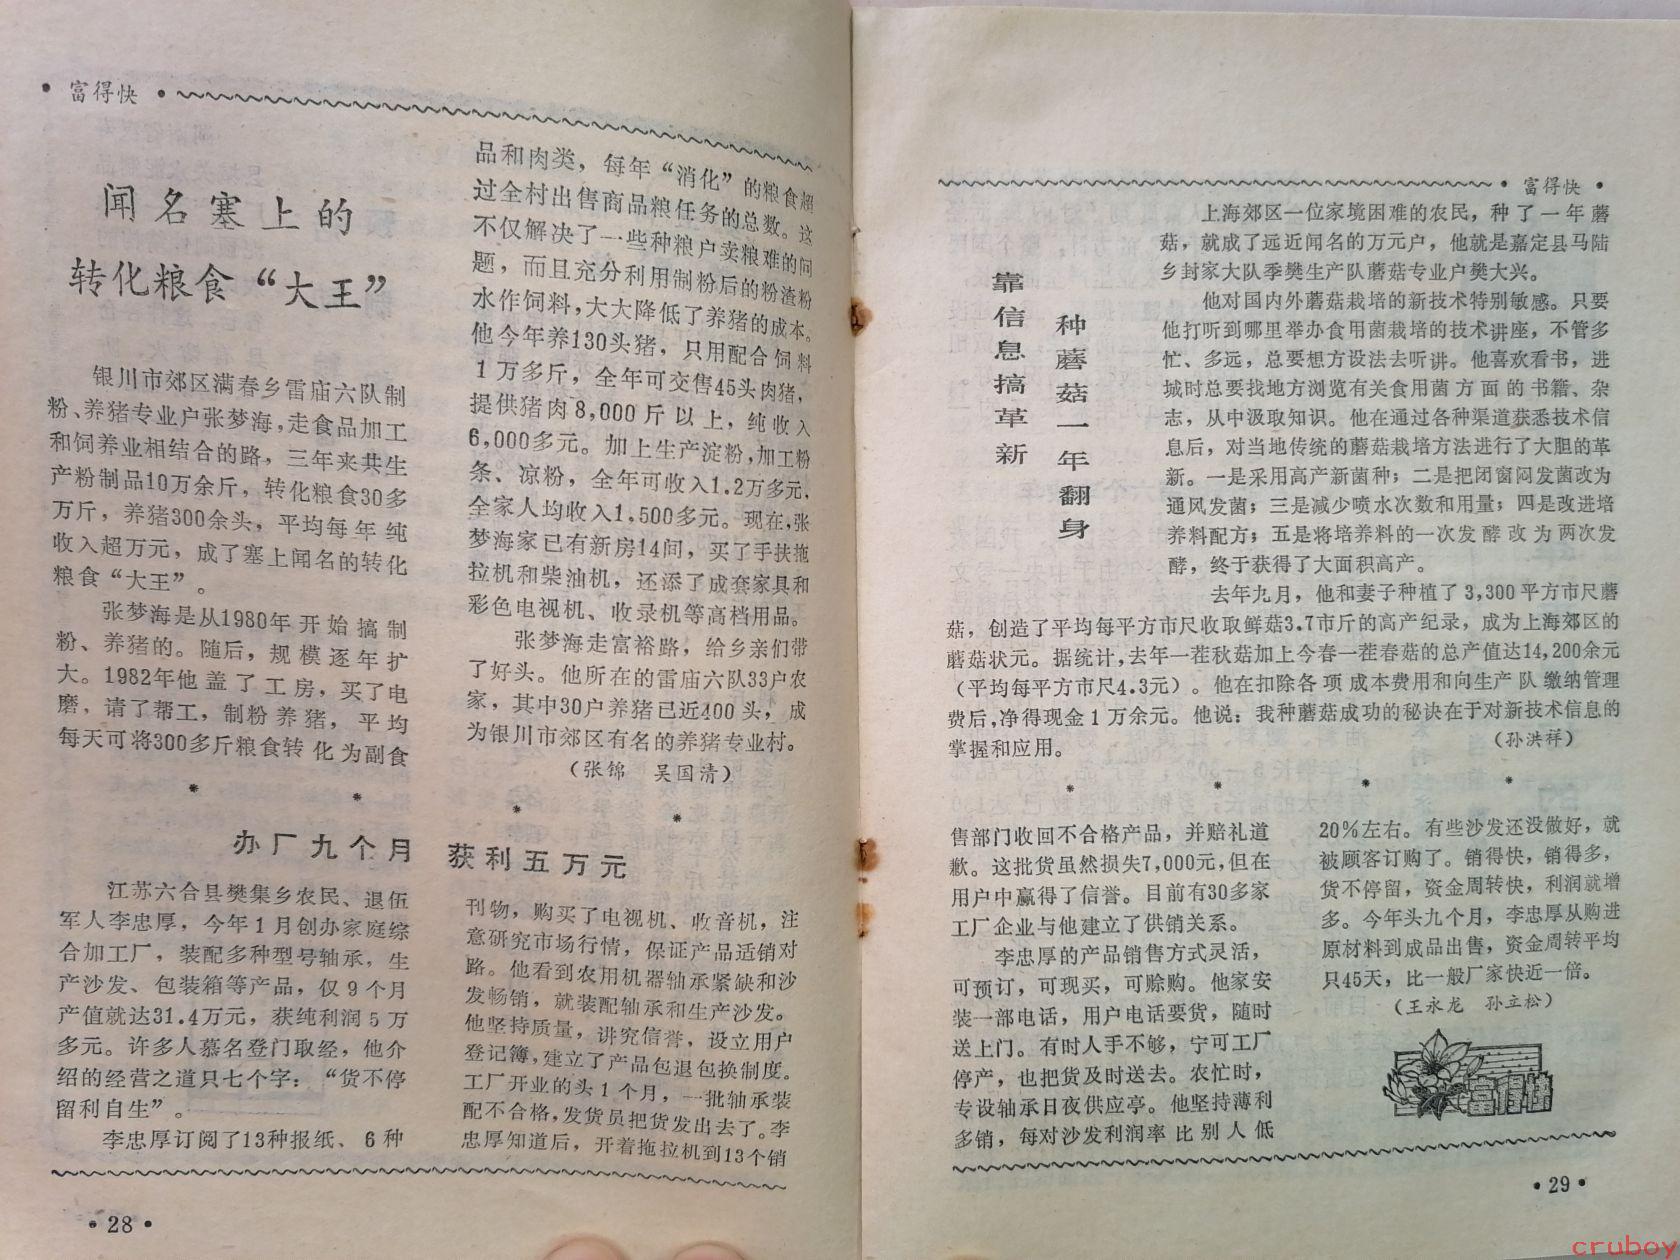 • 富得快 •
闻名塞上的
转化粮食“大王”
银川市郊区满春乡雷庙六队制
粉、养猪专业户张梦海，走食品加工
和饲养业相结合的路，三年来共生
产粉制品10万余斤，转化粮食30多
万斤，养猪300余头，平均每年纯
收入超万元，成了塞上闻名的转化
粮食“大王”。
张梦海是从1980年开始搞制
粉、养猪的。随后，规模逐年扩
大。1982年他盖了工房，买了电
磨，请了帮工，制粉养猪，平均
每天可将300多斤粮食转化为副食
品和肉类，每年“消化”的粮食超
过全村出售商品粮任务的总数。这
不仅解决了一些种粮户卖粮难的问
题，而且充分利用制粉后的粉渣粉
水作饲料，大大降低了养猪的成本。
他今年养130头猪，只用配合饲料
1万多斤，全年可交售45头肉猪，
提供猪肉8,000斤以上，纯收入
6,000多元。加上生产淀粉，加工粉
条、凉粉，全年可收入1.2万多元，
全家人均收入1,500多元。现在，张
梦海家已有新房14间，买了手扶拖
拉机和柴油机，还添了成套家具和
彩色电视机、收录机等高档用品。
张梦海走富裕路，给乡亲们带
了好头。他所在的雷庙六队33户农
家，其中30户养猪已近400头，成
为银川市郊区有名的养猪专业村。
（张锦　吴国清）
办厂九个月　获利五万元
江苏六合县樊集乡农民、退伍
军人李忠厚，今年1月创办家庭综
合加工厂，装配多种型号轴承，生
产沙发、包装箱等产品，仅9个月
产值就达31.4万元，获纯利润5万
多元。许多人慕名登门取经，他介
绍的经营之道只七个字：“货不停
留利自生”。
李忠厚订阅了13种报纸、6种
刊物，购买了电视机、收音机，注
意研究市场行情，保证产品适销对
路。他看到农用机器轴承紧缺和沙
发畅销，就装配轴承和生产沙发。
他坚持质量，讲究信誉，设立用户
登记簿，建立了产品包退包换制度。
工厂开业的头1个月，一批轴承装
配不合格，发货员把货发出去了。李
忠厚知道后，开着拖拉机到13个销
• 28 •
• 富得快 •
靠信息搞革新
种蘑菇一年翻身
上海郊区一位家境困难的农民，种了一年蘑
菇，就成了远近闻名的万元户，他就是嘉定县马陆
乡封家大队季樊生产队蘑菇专业户樊大兴。
他对国内外蘑菇栽培的新技术特别敏感。只要
他打听到哪里举办食用菌栽培的技术讲座，不管多
忙、多远，总要想方设法去听讲。他喜欢看书，进
城时总要找地方浏览有关食用菌方面的书籍、杂
志，从中汲取知识。他在通过各种渠道获悉技术信
息后，对当地传统的蘑菇栽培方法进行了大胆的革
新。一是采用高产新菌种；二是把闭窗闷发菌改为
通风发菌；三是减少喷水次数和用量；四是改进培
养料配方；五是将培养料的一次发酵改为两次发
酵，终于获得了大面积高产。
去年九月，他和妻子种植了3,300平方市尺蘑
菇，创造了平均每平方市尺收取鲜菇3.7市斤的高产纪录，成为上海郊区的
蘑菇状元。据统计，去年一茬秋菇加上今春一茬春菇的总产值达14,200余元
（平均每平方市尺4.3元）。他在扣除各项成本费用和向生产队缴纳管理
费后，净得现金1万余元。他说：我种蘑菇成功的秘诀在于对新技术信息的
掌握和应用。　　（孙洪祥）
售部门收回不合格产品，并赔礼道
歉。这批货虽然损失7,000元，但在
用户中赢得了信誉。目前有30多家
工厂企业与他建立了供销关系。
李忠厚的产品销售方式灵活，
可预订，可现买，可赊购。他家安
装一部电话，用户电话要货，随时
送上门。有时人手不够，宁可工厂
停产，也把货及时送去。农忙时，
专设轴承日夜供应亭。他坚持薄利
多销，每对沙发利润率比别人低
20%左右。有些沙发还没做好，就
被顾客订购了。销得快，销得多，
货不停留，资金周转快，利润就增
多。今年头九个月，李忠厚从购进
原材料到成品出售，资金周转平均
只45天，比一般厂家快近一倍。
（王永龙　孙立松）
富得快
• 29 •
cruboy